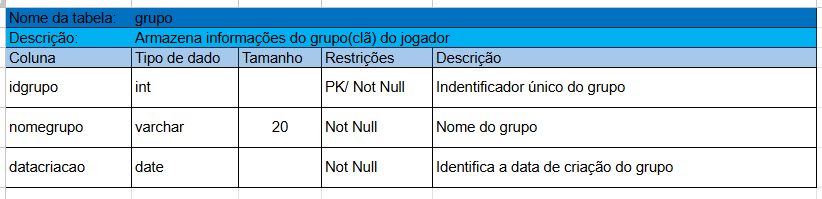 Nome da tabela: grupo
Descrição: Armazena informações do grupo(clã) do jogador
Coluna Tipo de dado Tamanho Restrições Descrição
idgrupo int PK/ Not Null Indentificador único do grupo
nomegrupo varchar 20 Not Null Nome do grupo
datacriacao date Not Null Identifica a data de criação do grupo